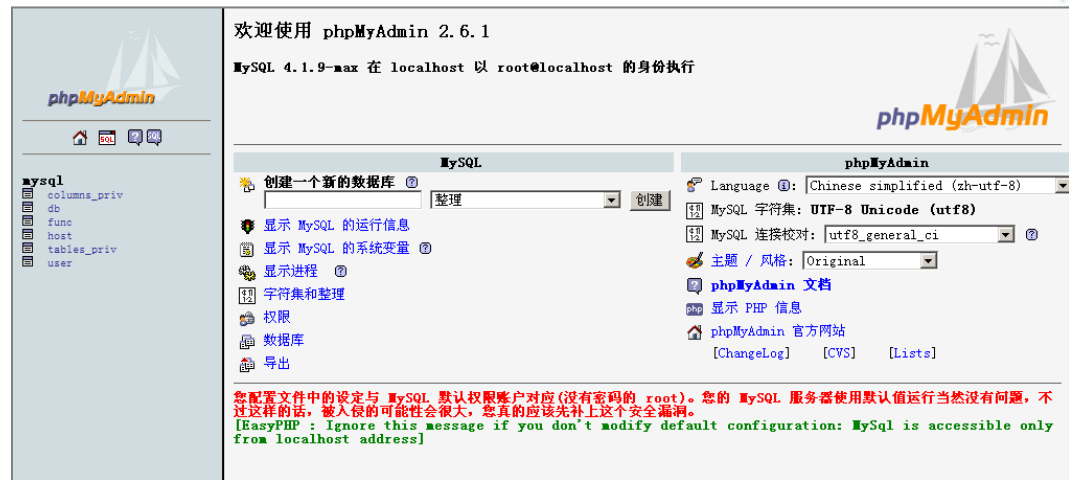 phpMyAdmin
SQL
SQL
mysql
columns_priv
db
func
host
tables_priv
user
欢迎使用 phpMyAdmin 2.6.1
MySQL 4.1.9-max 在 localhost 以 root@localhost 的身份执行
phpMyAdmin
MySQL
创建一个新的数据库
整理 创建
显示 MySQL 的运行信息
显示 MySQL 的系统变量
显示进程
字符集和整理
权限
数据库
导出
phpMyAdmin
Language : Chinese simplified (zh-utf-8)
MySQL 字符集: UTF-8 Unicode (utf8)
MySQL 连接校对: utf8_general_ci
主题 / 风格: Original
phpMyAdmin 文档
php 显示 PHP 信息
phpMyAdmin 官方网站
[ChangeLog] [CVS] [Lists]
您配置文件中的设定与 MySQL 默认权限账户对应(没有密码的 root)。您的 MySQL 服务器使用默认值运行当然没有问题，不
过这样的话，被入侵的可能性会很大，您真的应该先补上这个安全漏洞。
[EasyPHP : Ignore this message if you don't modify default configuration: MySql is accessible only
from localhost address]